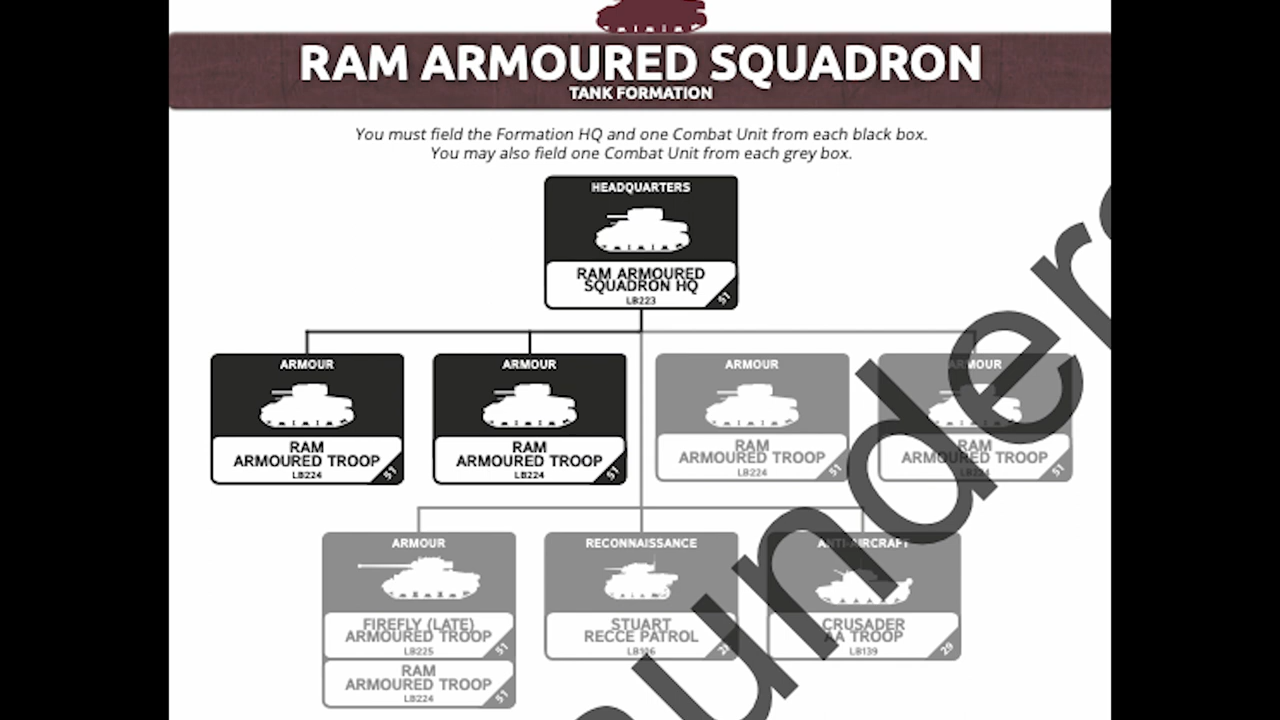 RAM ARMOURED SQUADRON
TANK FORMATION
You must field the Formation HQ and one Combat Unit from each black box.
You may also field one Combat Unit from each grey box.
HEADQUARTERS
RAM ARMOURED
SQUADRON HQ
LB223
51
ARMOUR
RAM
ARMOURED TROOP
LB224
51
ARMOUR
RAM
ARMOURED TROOP
LB224
51
ARMOUR
RAM
ARMOURED TROOP
LB224
51
ARMOUR
RAM
ARMOURED TROOP
LB224
51
ARMOUR
FIREFLY (LATE)
ARMOURED TROOP
LB225
51
RAM
ARMOURED TROOP
LB224
51
RECONNAISSANCE
STUART
RECCE PATROL
ANTI-AIRCRAFT
CRUSADER
AA TROOP
LB139
29